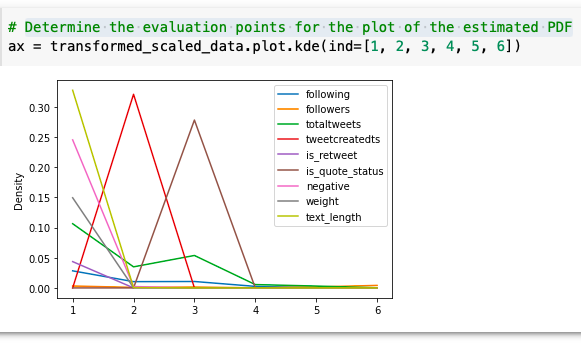 # Determine the evaluation points for the plot of the estimated PDF
ax = transformed_scaled_data.plot.kde(ind=[1, 2, 3, 4, 5, 6])
following
followers
totaltweets
tweetcreatedts
is_retweet
is_quote_status
negative
weight
text_length
Density
0.30
0.25
0.20
0.15
0.10
0.05
0.00
1 2 3 4 5 6